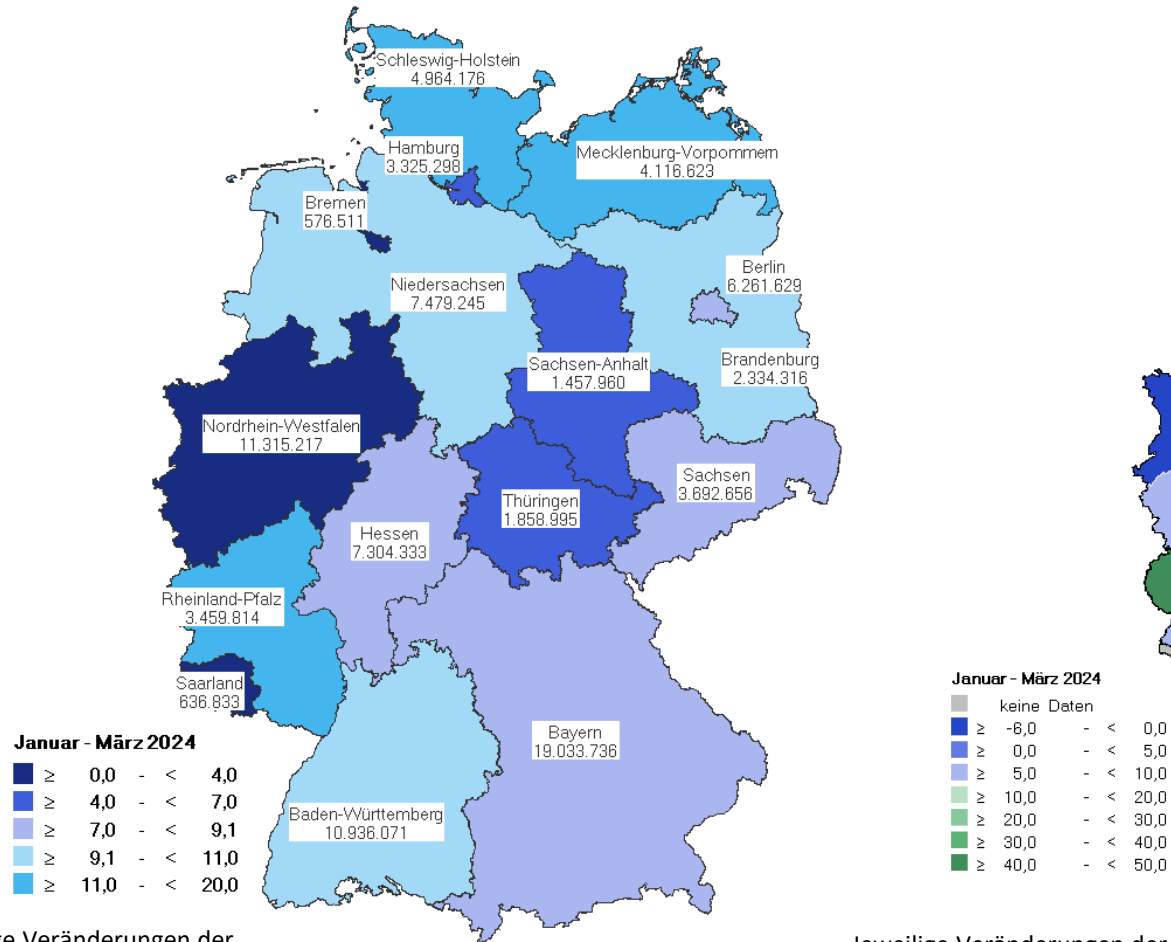 Schleswig-Holstein
4.964.176
Hamburg
3.325.298
Mecklenburg-Vorpommern
4.116.623
Bremen
576.511
Niedersachsen
7.479.245
Berlin
6.261.629
Sachsen-Anhalt
1.457.960
Brandenburg
2.334.316
Nordrhein-Westfalen
11.315.217
Sachsen
3.692.656
Thüringen
1.858.995
Hessen
7.304.333
Rheinland-Pfalz
3.459.814
Saarland
636.833
Bayern
19.033.736
Baden-Württemberg
10.936.071
Januar - März 2024
≥ 0,0 - < 4,0
≥ 4,0 - < 7,0
≥ 7,0 - < 9,1
≥ 9,1 - < 11,0
≥ 11,0 - < 20,0
Januar - März 2024
keine Daten
≥ -6,0 - < 0,0
≥ 0,0 - < 5,0
≥ 5,0 - < 10,0
≥ 10,0 - < 20,0
≥ 20,0 - < 30,0
≥ 30,0 - < 40,0
≥ 40,0 - < 50,0
ge Veränderungen der
Jeweilige Veränderungen der